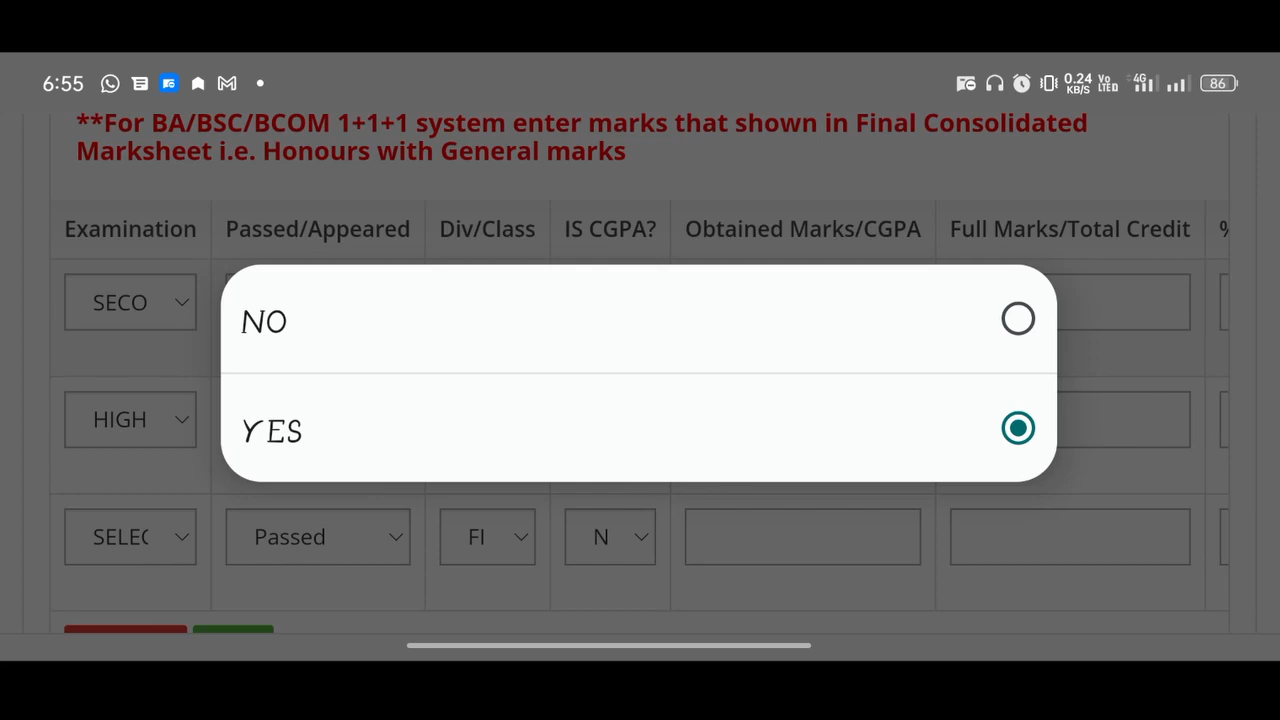 6:55 0.24 KB/S Vo LTED 4G 86
**For BA/BSC/BCOM 1+1+1 system enter marks that shown in Final Consolidated
Marksheet i.e. Honours with General marks
Examination Passed/Appeared Div/Class IS CGPA? Obtained Marks/CGPA Full Marks/Total Credit %
SECO
NO
HIGH
YES
SELEC Passed FI N